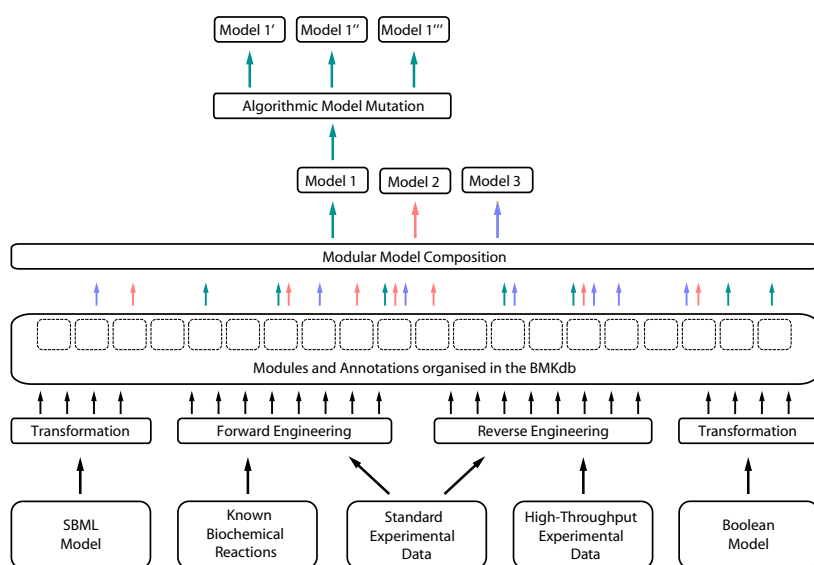 Model 1' Model 1'' Model 1'''
Algorithmic Model Mutation
Model 1 Model 2 Model 3
Modular Model Composition
Modules and Annotations organised in the BMKdb
Transformation Forward Engineering Reverse Engineering Transformation
SBML
Model
Known
Biochemical
Reactions
Standard
Experimental
Data
High-Throughput
Experimental
Data
Boolean
Model